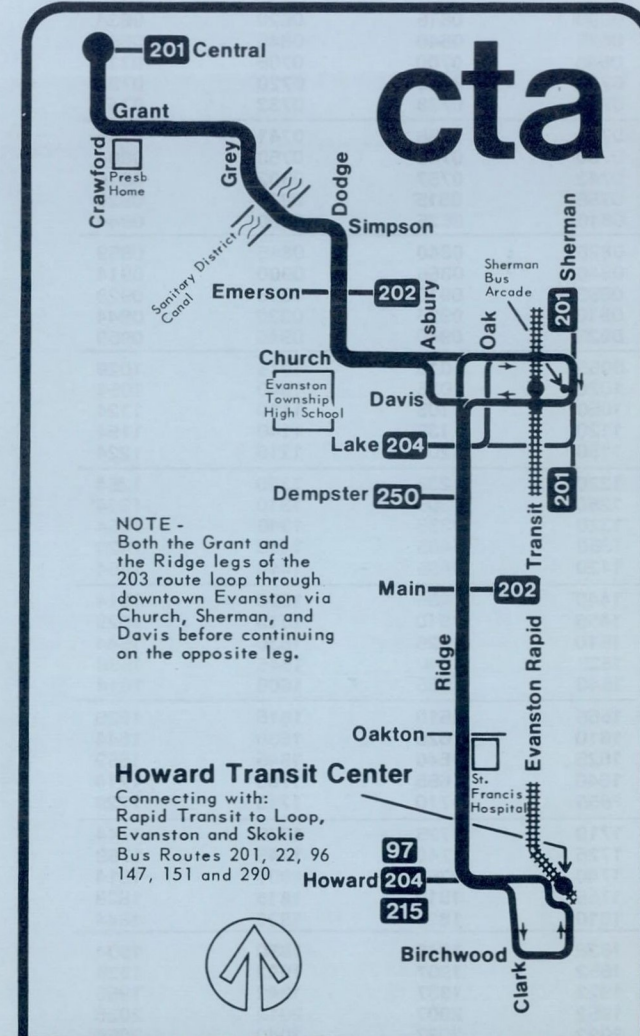 cta
201 Central
Grant
Crawford
Presb
Home
Grey
Dodge
Simpson
Sanitary District
Canal
Emerson
202
Asbury
Oak
Sherman
Bus
Arcade
201
Sherman
Church
Evanston
Township
High School
Davis
Lake 204
Dempster 250
201
Evanston Rapid Transit
NOTE -
Both the Grant and
the Ridge legs of the
203 route loop through
downtown Evanston via
Church, Sherman, and
Davis before continuing
on the opposite leg.
Main
202
Ridge
Oakton
St.
Francis
Hospital
Howard Transit Center
Connecting with:
Rapid Transit to Loop,
Evanston and Skokie
Bus Routes 201, 22, 96
147, 151 and 290
97
Howard 204
215
Birchwood
Clark